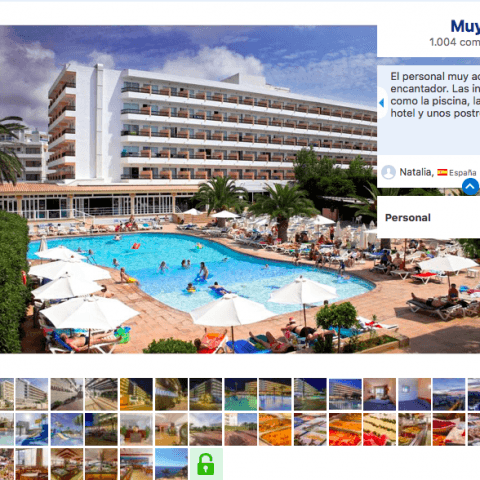 Muy
1.004 com
El personal muy ac
encantador. Las in
como la piscina, la
hotel y unos postre
Natalia, España
Personal